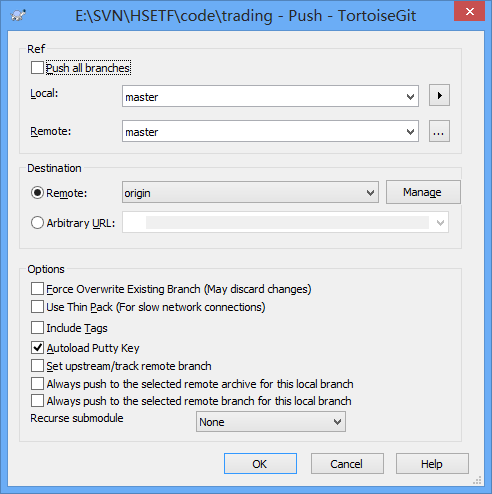 E:\SVN\HSETF\code\trading - Push - TortoiseGit
Ref
Push all branches
Local:
master
Remote:
master
...
Destination
Remote:
origin
Manage
Arbitrary URL:
Options
Force Overwrite Existing Branch (May discard changes)
Use Thin Pack (For slow network connections)
Include Tags
Autoload Putty Key
Set upstream/track remote branch
Always push to the selected remote archive for this local branch
Always push to the selected remote branch for this local branch
Recurse submodule
None
OK
Cancel
Help